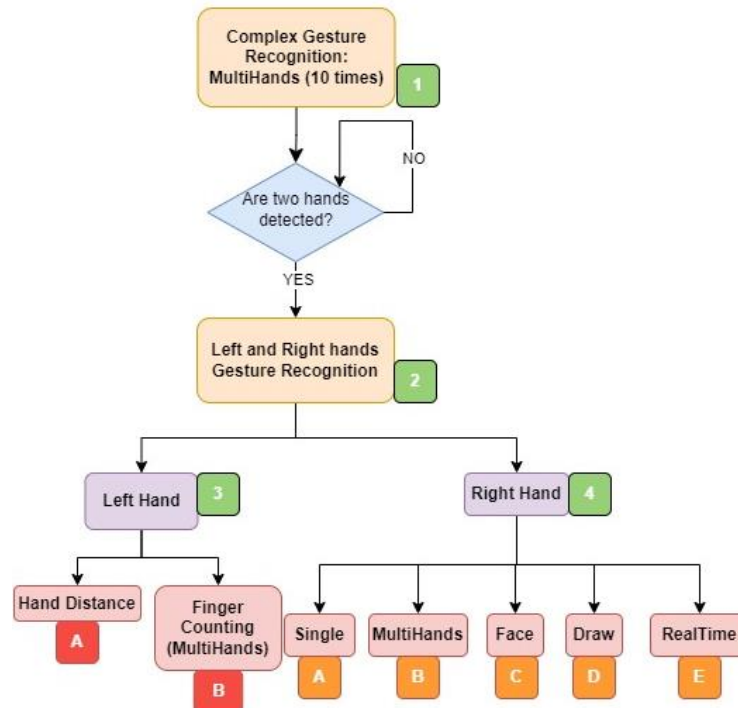 Complex Gesture
Recognition:
MultiHands (10 times)
1
NO
Are two hands
detected?
YES
Left and Right hands
Gesture Recognition
2
Left Hand
3
Right Hand
4
Hand Distance
A
Finger
Counting
(MultiHands)
B
Single
A
MultiHands
B
Face
C
Draw
D
RealTime
E